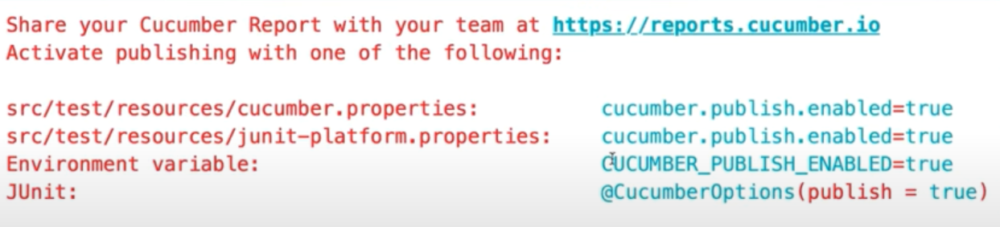 Share your Cucumber Report with your team at https://reports.cucumber.io
Activate publishing with one of the following:
src/test/resources/cucumber.properties: cucumber.publish.enabled=true
src/test/resources/junit-platform.properties: cucumber.publish.enabled=true
Environment variable: CUCUMBER_PUBLISH_ENABLED=true
JUnit: @CucumberOptions(publish = true)